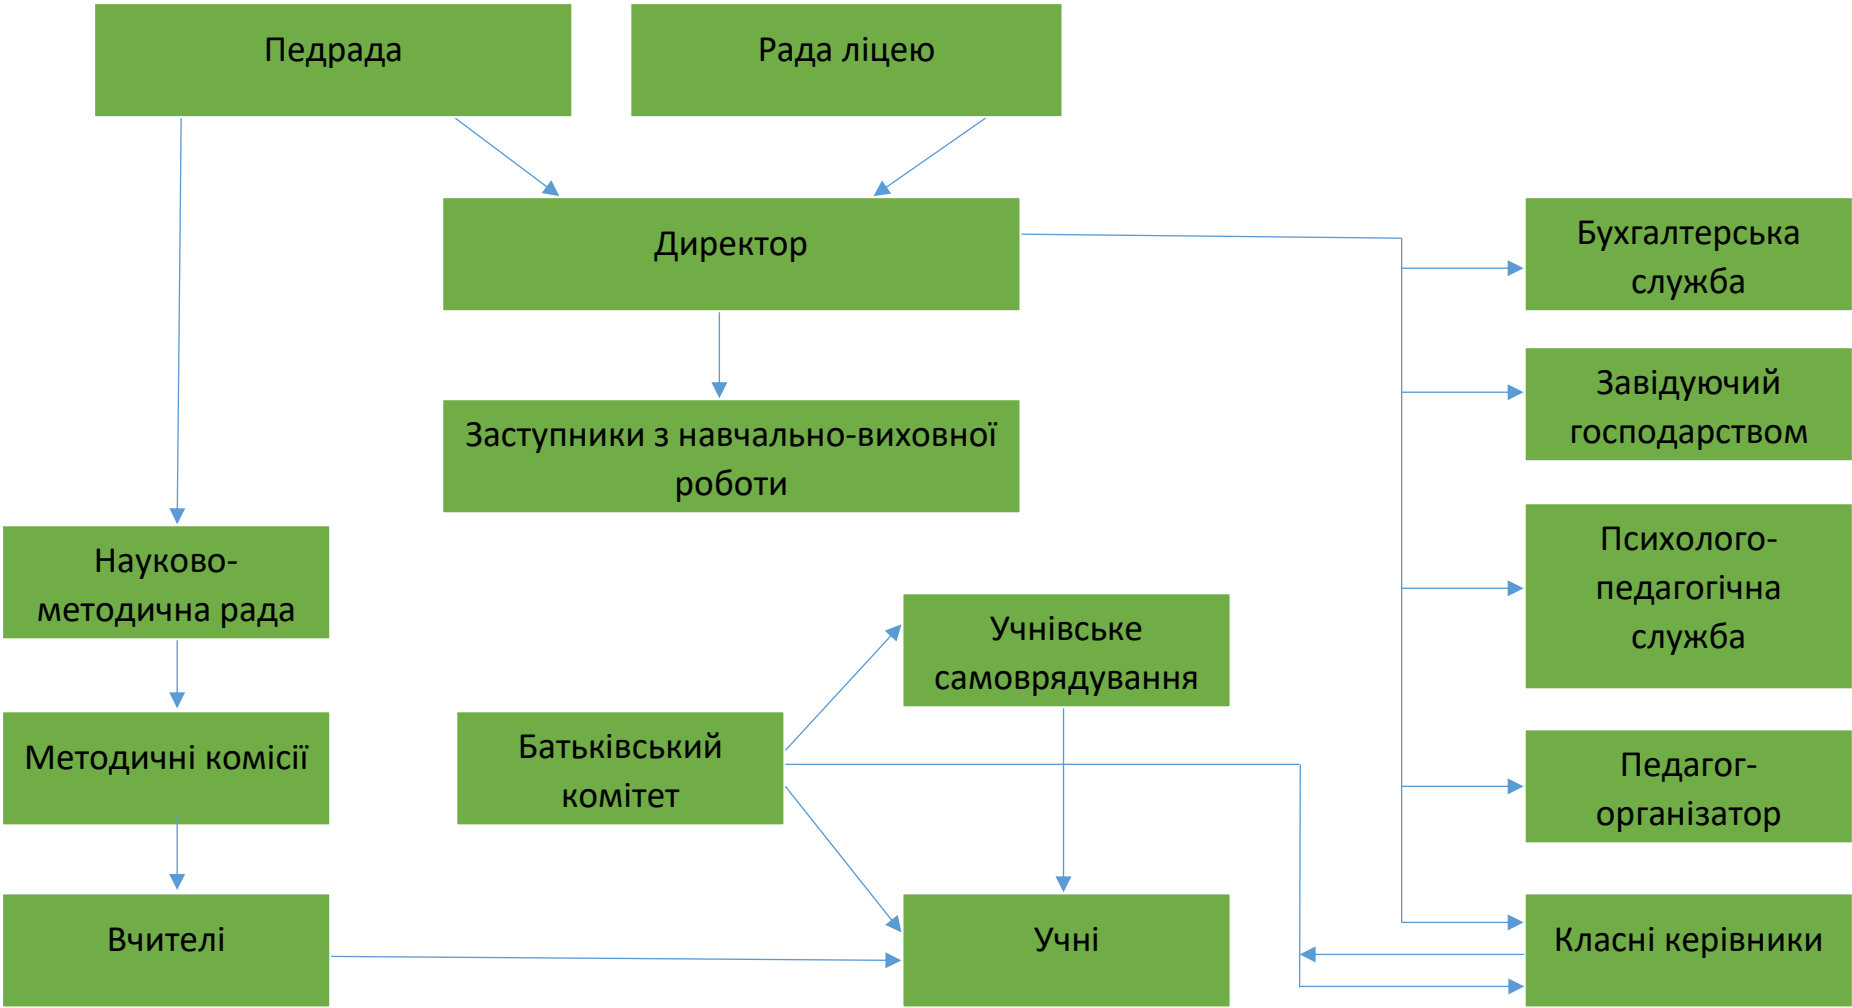 Педрада
Рада ліцею
Директор
Бухгалтерська
служба
Завідуючий
господарством
Заступники з навчально-виховної
роботи
Науково-
методична рада
Психолого-
педагогічна
служба
Учнівське
самоврядування
Методичні комісії
Батьківський
комітет
Педагог-
організатор
Вчителі
Учні
Класні керівники